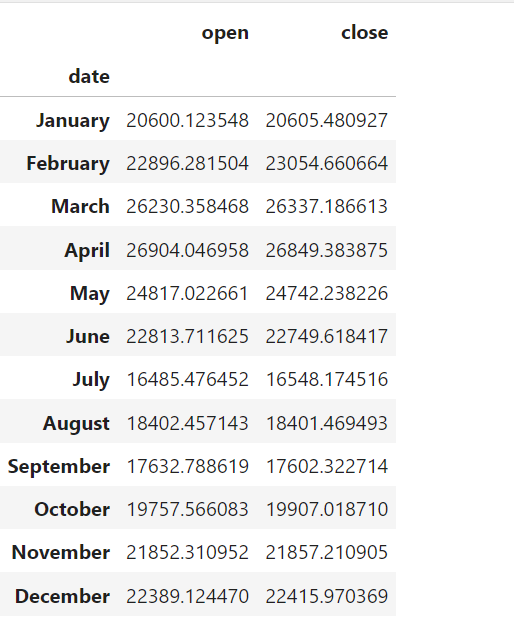 open close
date
January 20600.123548 20605.480927
February 22896.281504 23054.660664
March 26230.358468 26337.186613
April 26904.046958 26849.383875
May 24817.022661 24742.238226
June 22813.711625 22749.618417
July 16485.476452 16548.174516
August 18402.457143 18401.469493
September 17632.788619 17602.322714
October 19757.566083 19907.018710
November 21852.310952 21857.210905
December 22389.124470 22415.970369